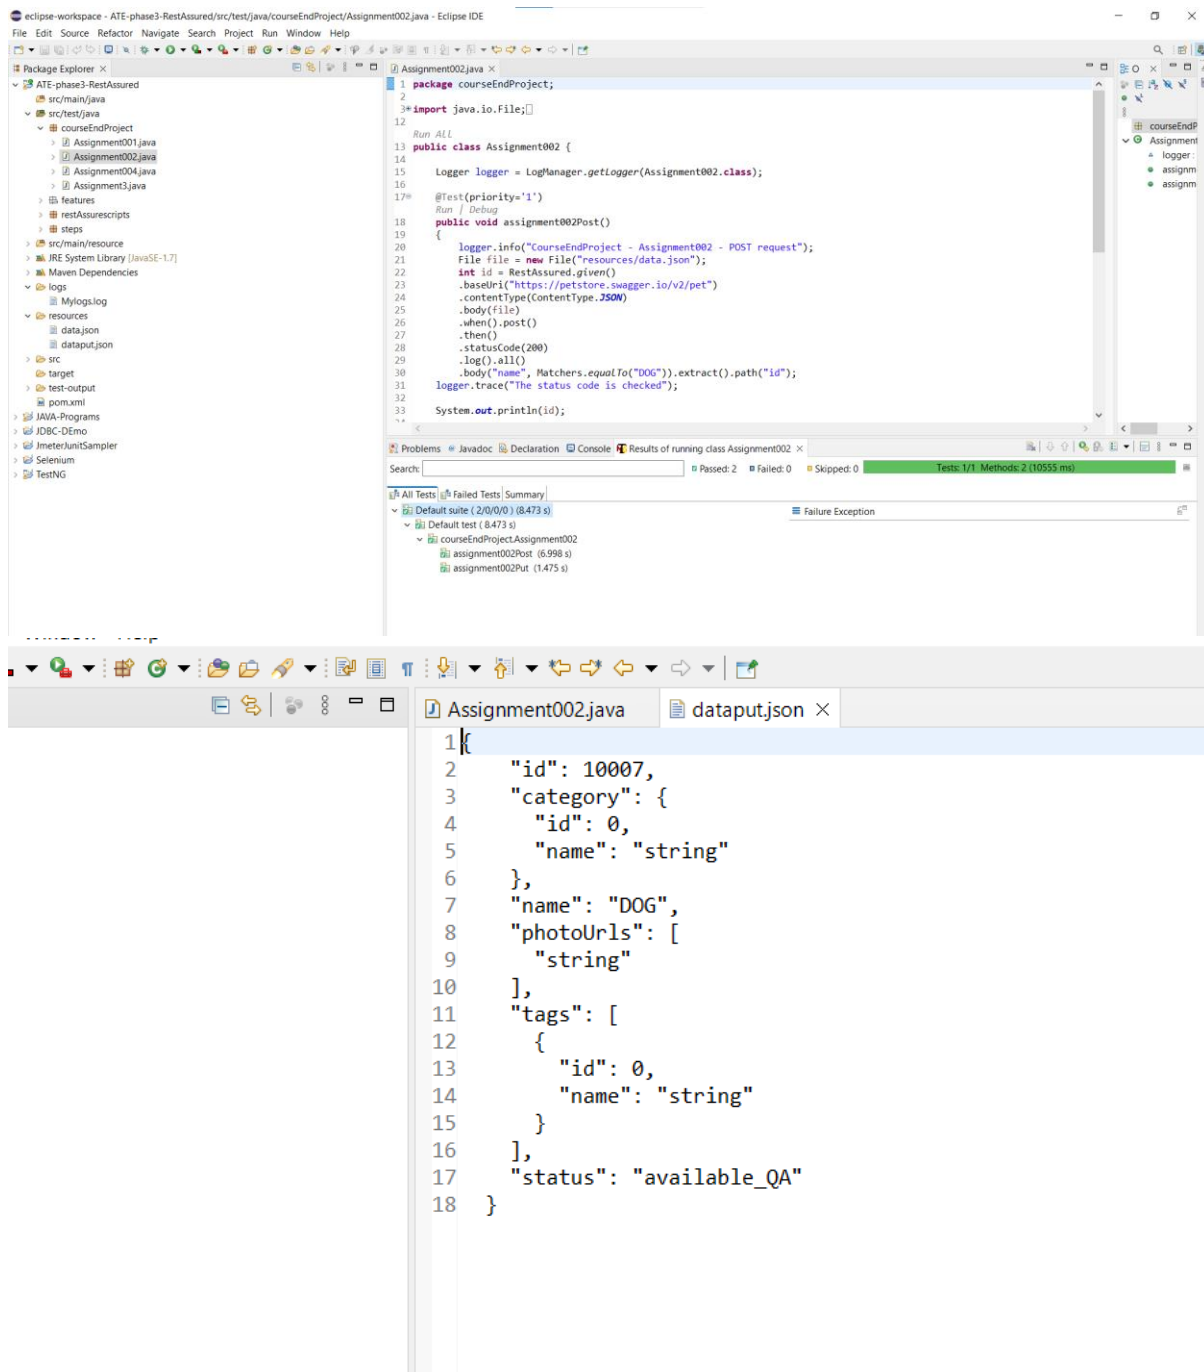 eclipse-workspace - ATE-phase3-RestAssured/src/test/java/courseEndProject/Assignment002.java - Eclipse IDE
File Edit Source Refactor Navigate Search Project Run Window Help
Package Explorer
ATE-phase3-RestAssured
src/main/java
src/test/java
courseEndProject
Assignment001.java
Assignment002.java
Assignment004.java
Assignment3.java
features
restAssurescripts
steps
src/main/resource
JRE System Library [JavaSE-1.7]
Maven Dependencies
logs
Mylogs.log
resources
data.json
dataput.json
src
target
test-output
pom.xml
JAVA-Programs
JDBC-DEmo
JmeterJunitSampler
Selenium
TestNG
Assignment002.java
1 package courseEndProject;
2
3 import java.io.File;
12
Run All
13 public class Assignment002 {
14
15 Logger logger = LogManager.getLogger(Assignment002.class);
16
17 @Test(priority='1')
Run | Debug
18 public void assignment002Post()
19 {
20 logger.info("CourseEndProject - Assignment002 - POST request");
21 File file = new File("resources/data.json");
22 int id = RestAssured.given()
23 .baseUri("https://petstore.swagger.io/v2/pet")
24 .contentType(ContentType.JSON)
25 .body(file)
26 .when().post()
27 .then()
28 .statusCode(200)
29 .log().all()
30 .body("name", Matchers.equalTo("DOG")).extract().path("id");
31 logger.trace("The status code is checked");
32
33 System.out.println(id);
O
courseEndP
Assignment
logger :
assignm
assignm
Problems Javadoc Declaration Console Results of running class Assignment002
Search: Passed: 2 Failed: 0 Skipped: 0 Tests: 1/1 Methods: 2 (10555 ms)
All Tests Failed Tests Summary
Default suite ( 2/0/0/0 ) (8.473 s)
Default test ( 8.473 s)
courseEndProject.Assignment002
assignment002Post (6.998 s)
assignment002Put (1.475 s)
Failure Exception
Assignment002.java dataput.json
1 {
2 "id": 10007,
3 "category": {
4 "id": 0,
5 "name": "string"
6 },
7 "name": "DOG",
8 "photoUrls": [
9 "string"
10 ],
11 "tags": [
12 {
13 "id": 0,
14 "name": "string"
15 }
16 ],
17 "status": "available_QA"
18 }